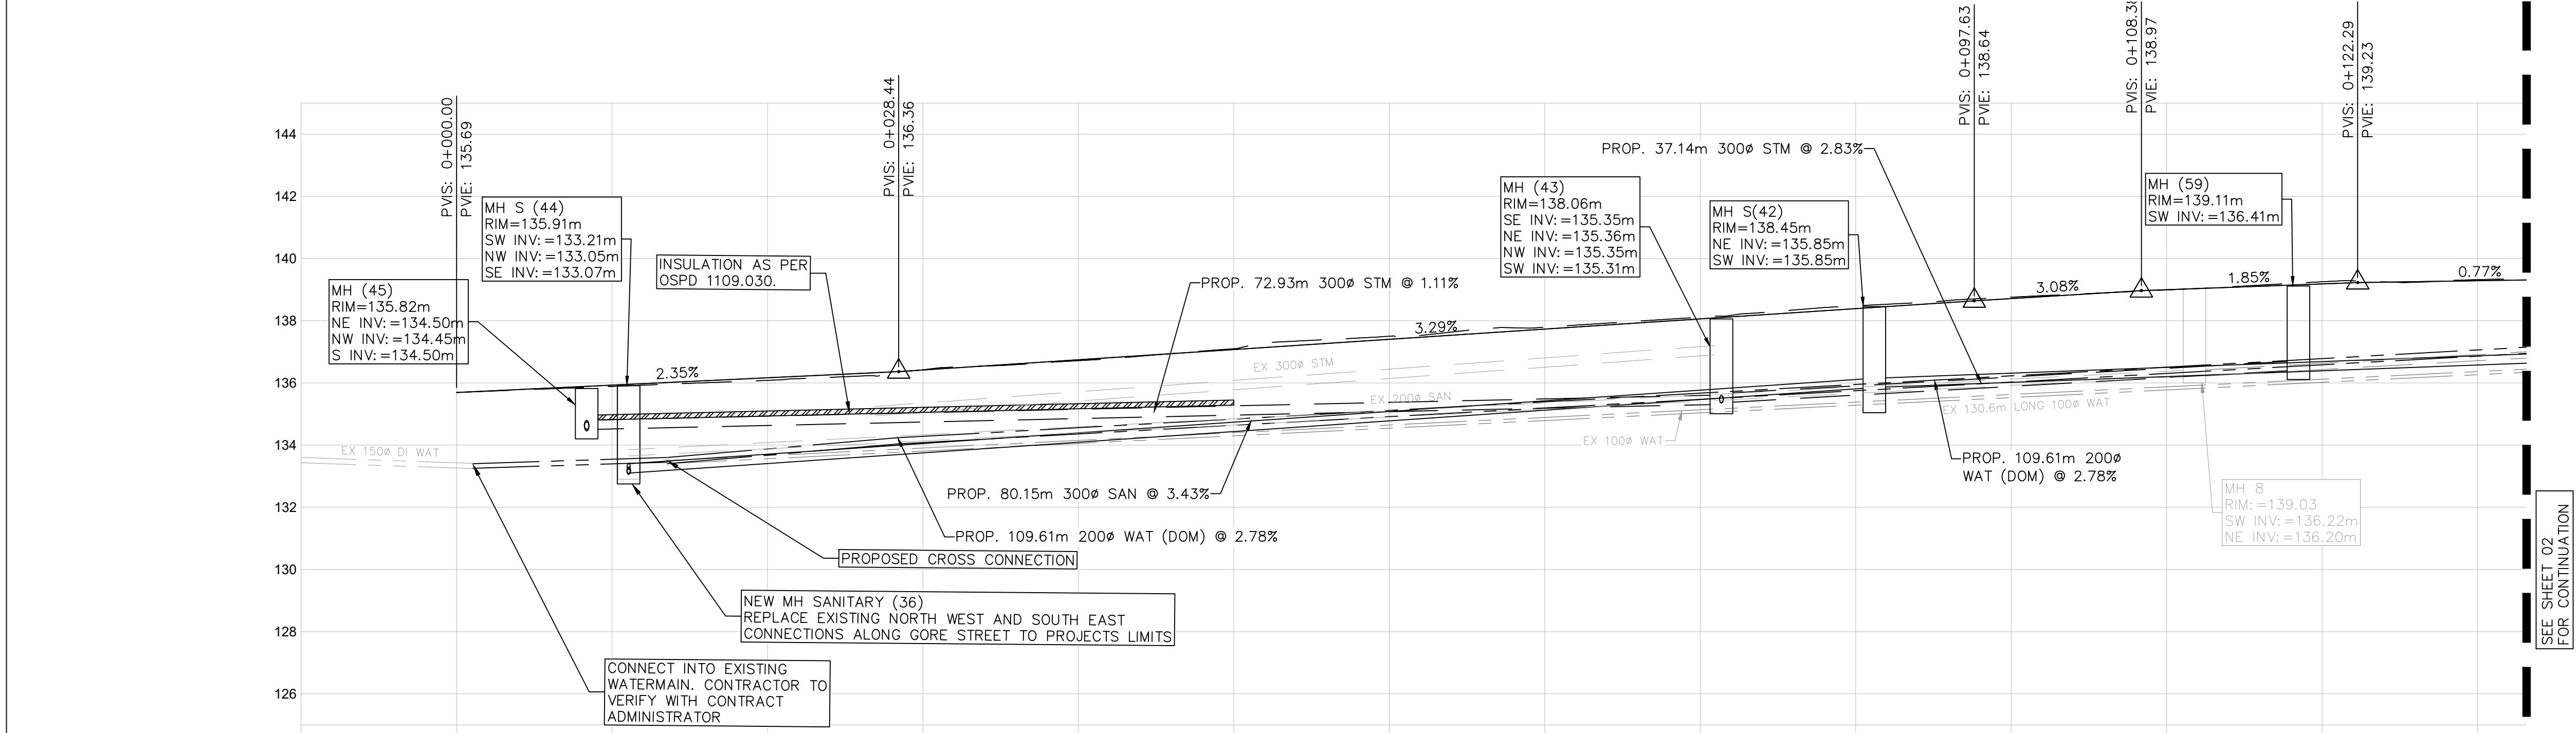 PVIS: 0+000.00
PVIE: 135.69
PVIS: 0+028.44
PVIE: 136.36
PVIS: 0+097.63
PVIE: 138.64
PVIS: 0+108.38
PVIE: 138.97
PVIS: 0+122.29
PVIE: 139.23
144
142
140
138
136
134
132
130
128
126
MH (45)
RIM=135.82m
NE INV:=134.50m
NW INV:=134.45m
S INV:=134.50m
MH S (44)
RIM=135.91m
SW INV:=133.21m
NW INV:=133.05m
SE INV:=133.07m
INSULATION AS PER
OSPD 1109.030.
PROP. 72.93m 300ø STM @ 1.11%
MH (43)
RIM=138.06m
SE INV:=135.35m
NE INV:=135.36m
NW INV:=135.35m
SW INV:=135.31m
PROP. 37.14m 300ø STM @ 2.83%
MH S(42)
RIM=138.45m
NE INV:=135.85m
SW INV:=135.85m
MH (59)
RIM=139.11m
SW INV:=136.41m
2.35%
3.29%
3.08%
1.85%
0.77%
EX 300ø STM
EX 200ø SAN
EX 100ø WAT
EX 130.6m LONG 100ø WAT
EX 150ø DI WAT
PROP. 80.15m 300ø SAN @ 3.43%
PROP. 109.61m 200ø WAT (DOM) @ 2.78%
PROPOSED CROSS CONNECTION
NEW MH SANITARY (36)
REPLACE EXISTING NORTH WEST AND SOUTH EAST
CONNECTIONS ALONG GORE STREET TO PROJECTS LIMITS
CONNECT INTO EXISTING
WATERMAIN. CONTRACTOR TO
VERIFY WITH CONTRACT
ADMINISTRATOR
PROP. 109.61m 200ø
WAT (DOM) @ 2.78%
MH 8
RIM:=139.03
SW INV:=136.22m
NE INV:=136.20m
SEE SHEET 02
FOR CONTINUATION